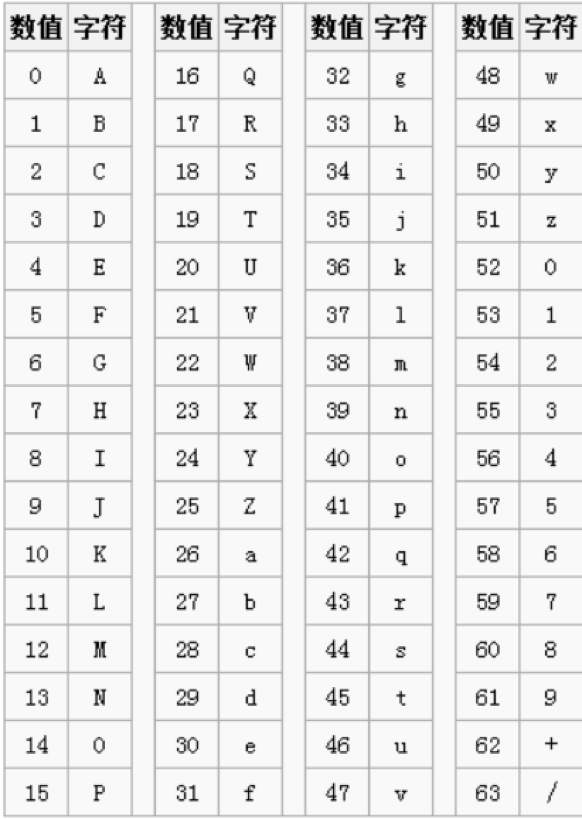 数值 字符 数值 字符 数值 字符 数值 字符
0 A 16 Q 32 g 48 w
1 B 17 R 33 h 49 x
2 C 18 S 34 i 50 y
3 D 19 T 35 j 51 z
4 E 20 U 36 k 52 0
5 F 21 V 37 l 53 1
6 G 22 W 38 m 54 2
7 H 23 X 39 n 55 3
8 I 24 Y 40 o 56 4
9 J 25 Z 41 p 57 5
10 K 26 a 42 q 58 6
11 L 27 b 43 r 59 7
12 M 28 c 44 s 60 8
13 N 29 d 45 t 61 9
14 O 30 e 46 u 62 +
15 P 31 f 47 v 63 /